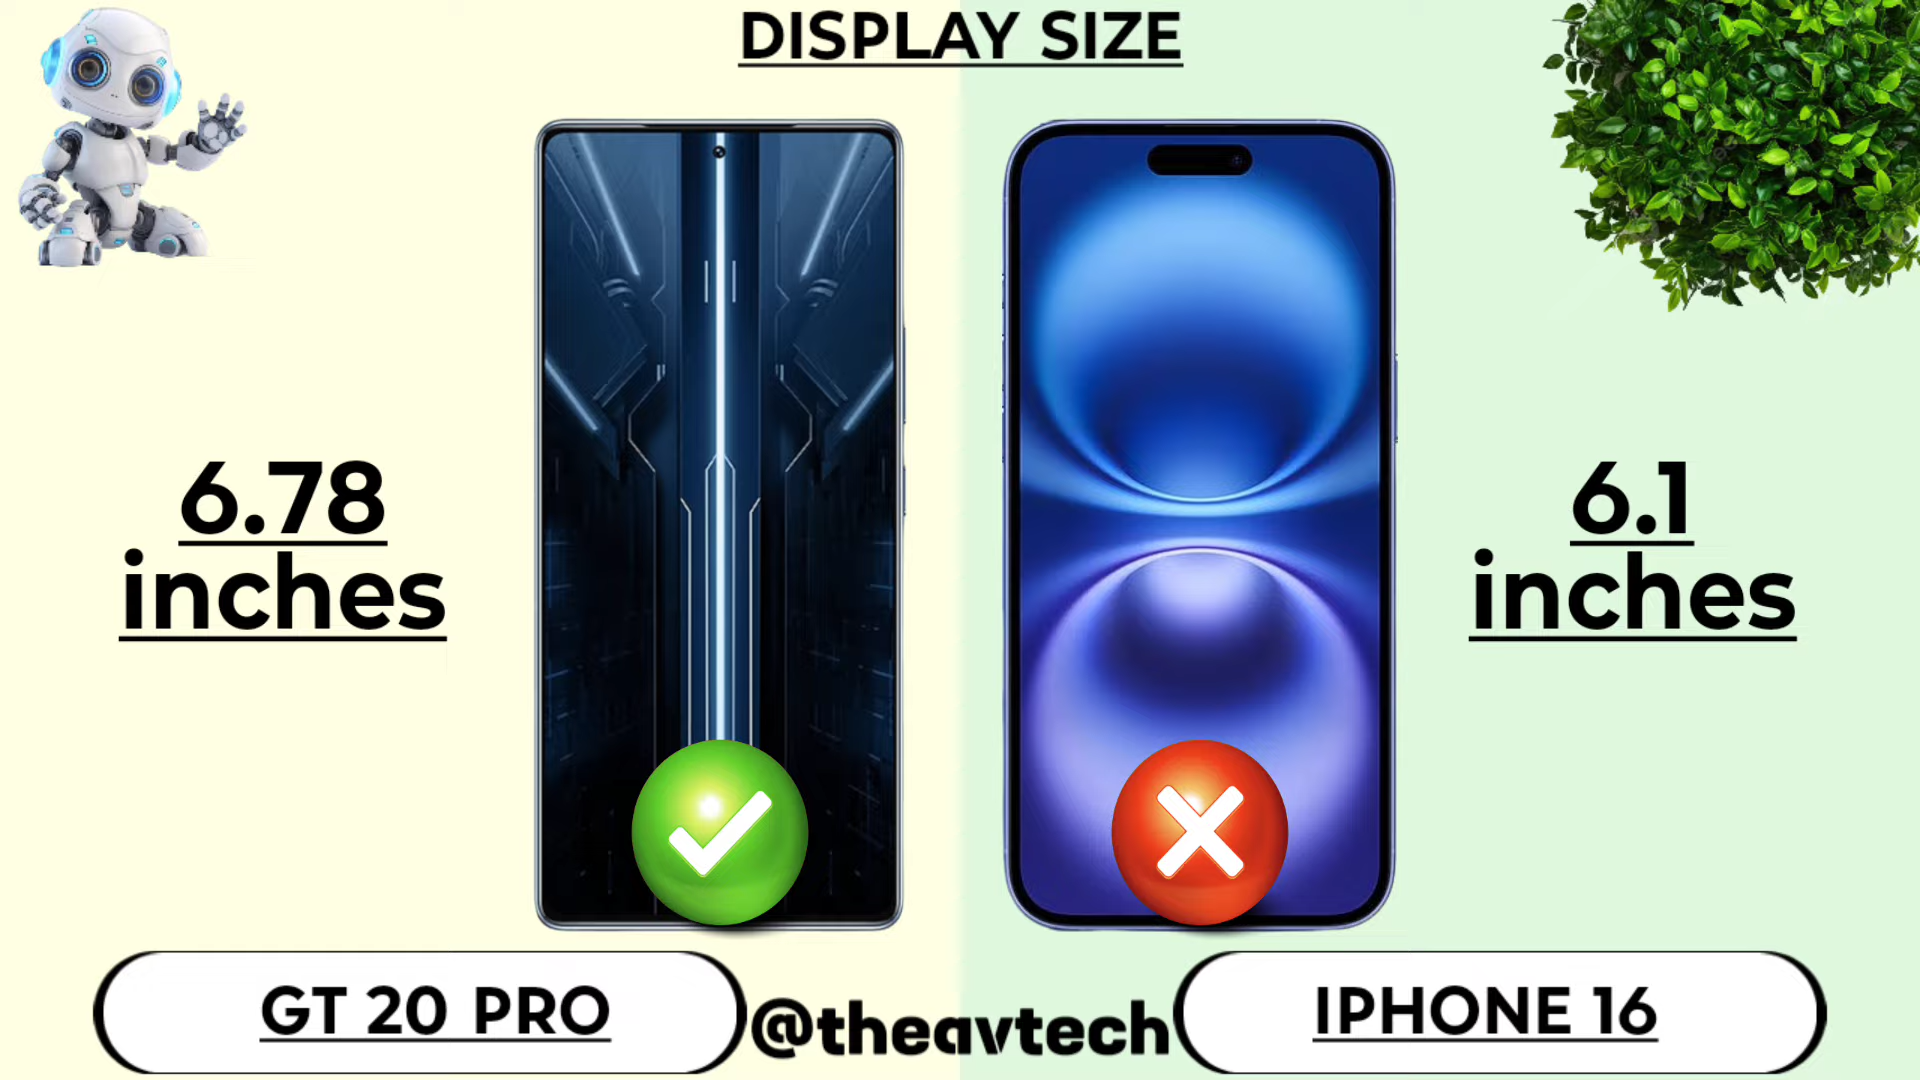 DISPLAY SIZE
6.78
inches
6.1
inches
GT 20 PRO
@theavtech
IPHONE 16